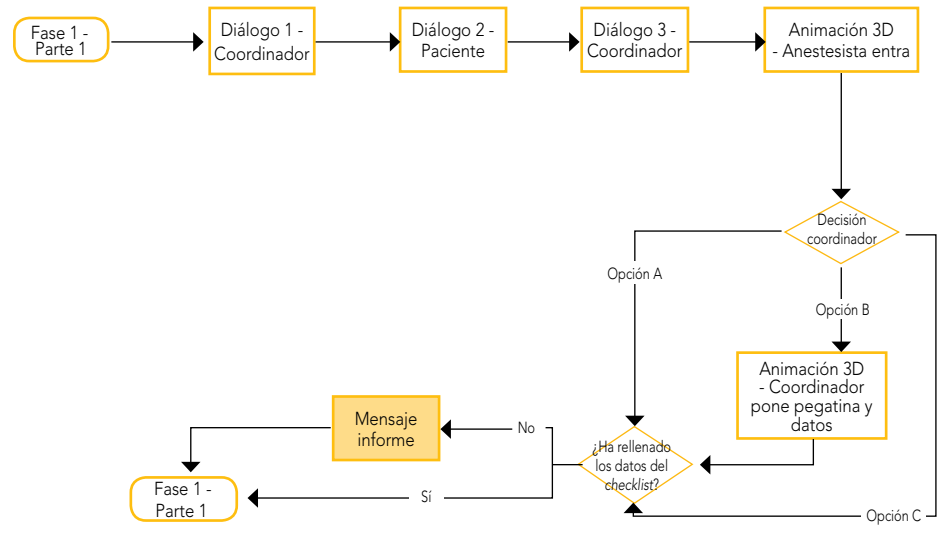 Fase 1 -
Parte 1
Diálogo 1 -
Coordinador
Diálogo 2 -
Paciente
Diálogo 3 -
Coordinador
Animación 3D
- Anestesista entra
Decisión
coordinador
Opción A
Opción B
Animación 3D
- Coordinador
pone pegatina y
datos
Mensaje
informe
No
¿Ha rellenado
los datos del
checklist?
Fase 1 -
Parte 1
Sí
Opción C